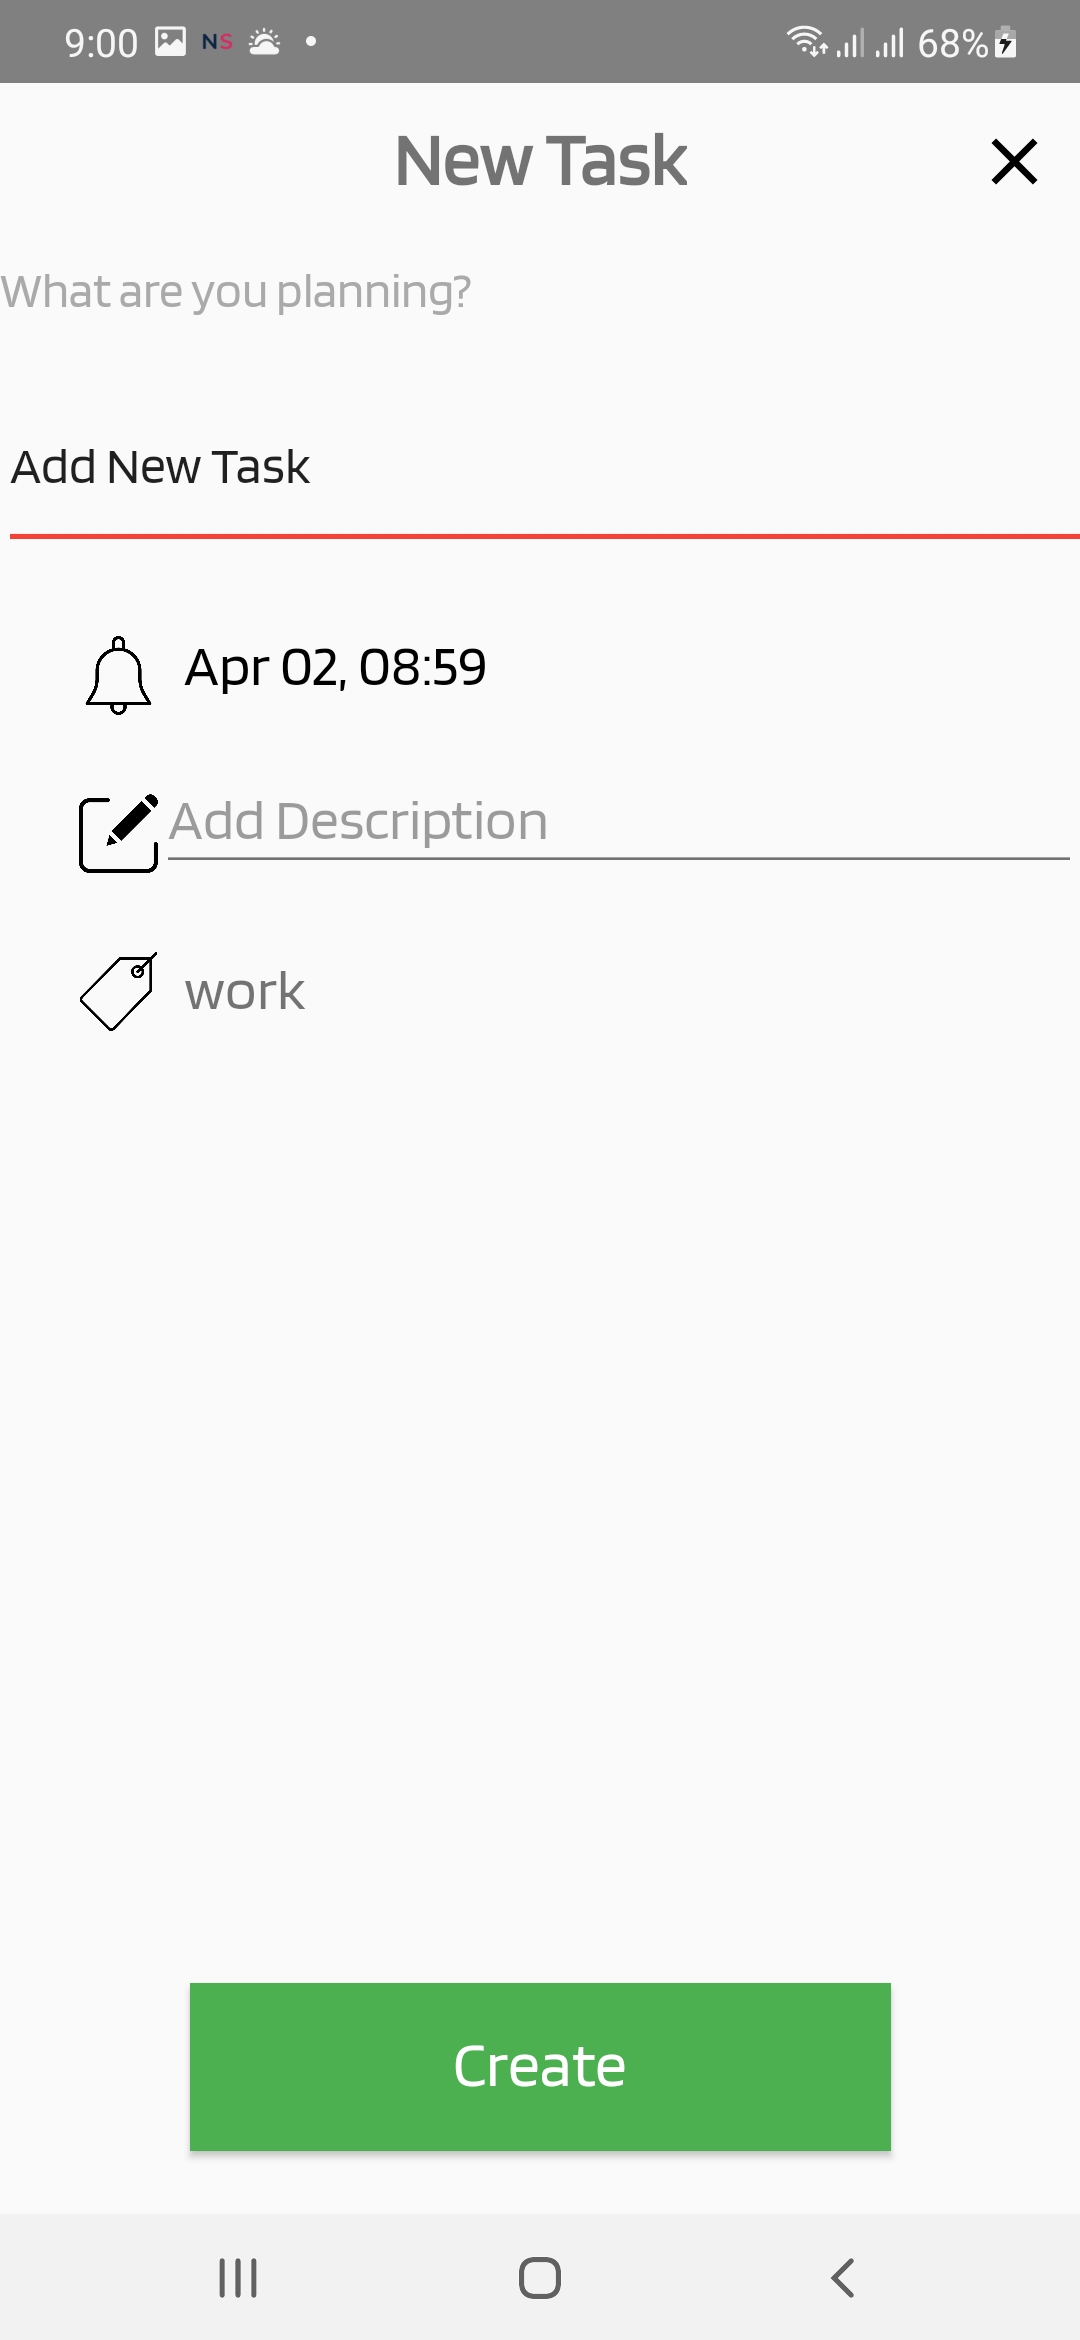 9:00 NS 68%
New Task
What are you planning?
Add New Task
Apr 02, 08:59
Add Description
work
Create